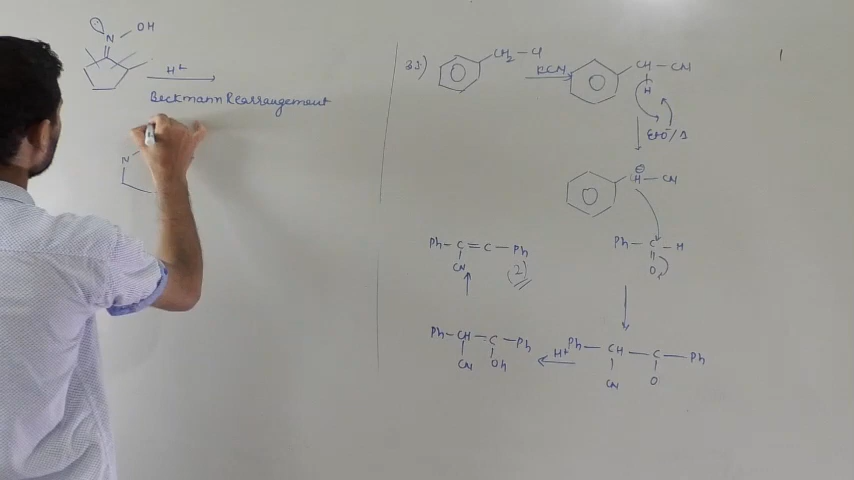 N OH
H+
Beckmann Rearrangement
N
33)
CH2 - Cl
KCN
CH - CN
H
EtO⁻/Δ
⊖
H - CN
Ph - C - H
O
Ph - C = C - Ph
CN
(2)
Ph - CH - C - Ph
CN Oh
H+
Ph - CH - C - Ph
CN O